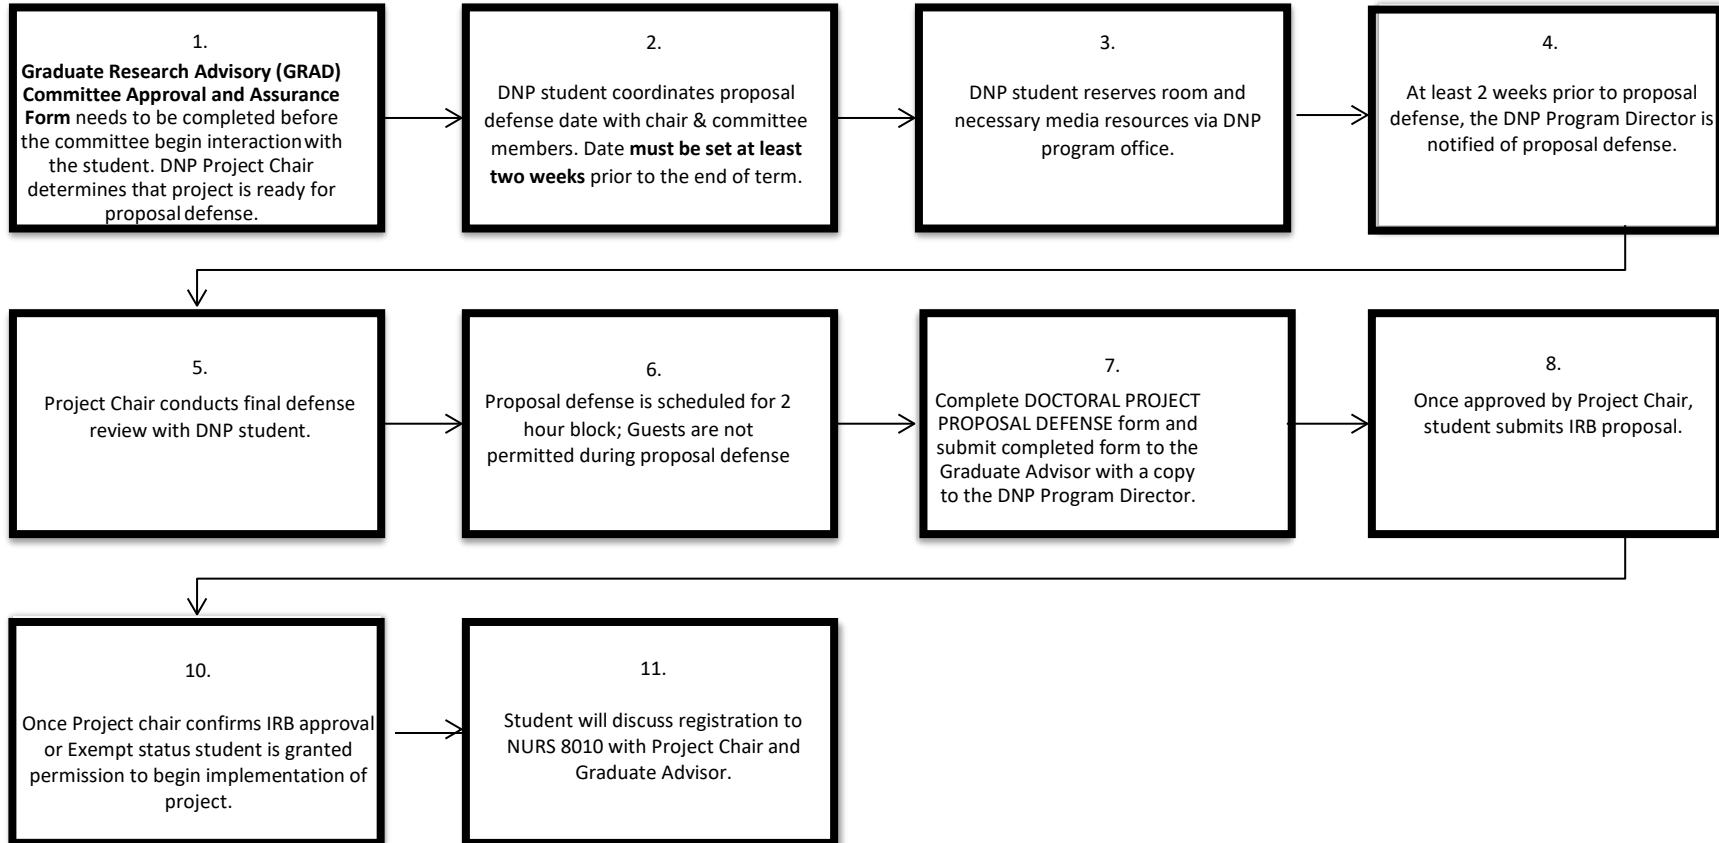 1.
Graduate Research Advisory (GRAD)
Committee Approval and Assurance
Form needs to be completed before
the committee begin interaction with
the student. DNP Project Chair
determines that project is ready for
proposal defense.
2.
DNP student coordinates proposal
defense date with chair & committee
members. Date must be set at least
two weeks prior to the end of term.
3.
DNP student reserves room and
necessary media resources via DNP
program office.
4.
At least 2 weeks prior to proposal
defense, the DNP Program Director is
notified of proposal defense.
5.
Project Chair conducts final defense
review with DNP student.
6.
Proposal defense is scheduled for 2
hour block; Guests are not
permitted during proposal defense
7.
Complete DOCTORAL PROJECT
PROPOSAL DEFENSE form and
submit completed form to the
Graduate Advisor with a copy
to the DNP Program Director.
8.
Once approved by Project Chair,
student submits IRB proposal.
10.
Once Project chair confirms IRB approval
or Exempt status student is granted
permission to begin implementation of
project.
11.
Student will discuss registration to
NURS 8010 with Project Chair and
Graduate Advisor.